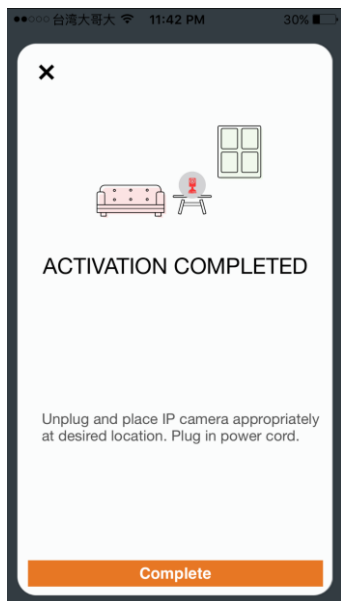 台湾大哥大 11:42 PM 30%
ACTIVATION COMPLETED
Unplug and place IP camera appropriately
at desired location. Plug in power cord.
Complete